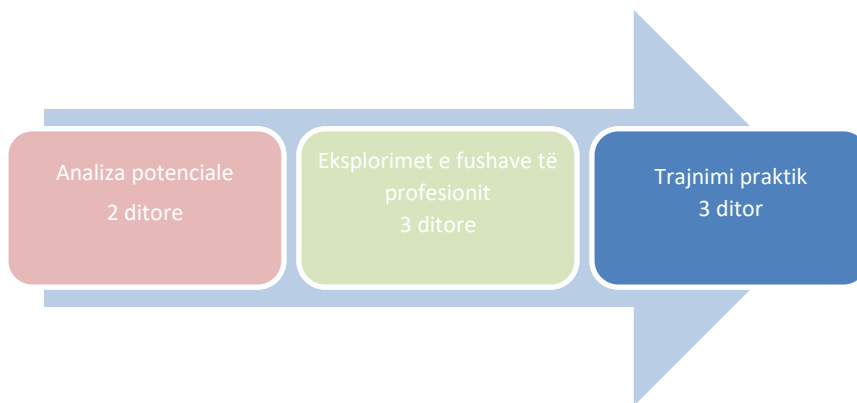 Analiza potenciale
2 ditore
Eksplorimet e fushave të
profesionit
3 ditore
Trajnimi praktik
3 ditor